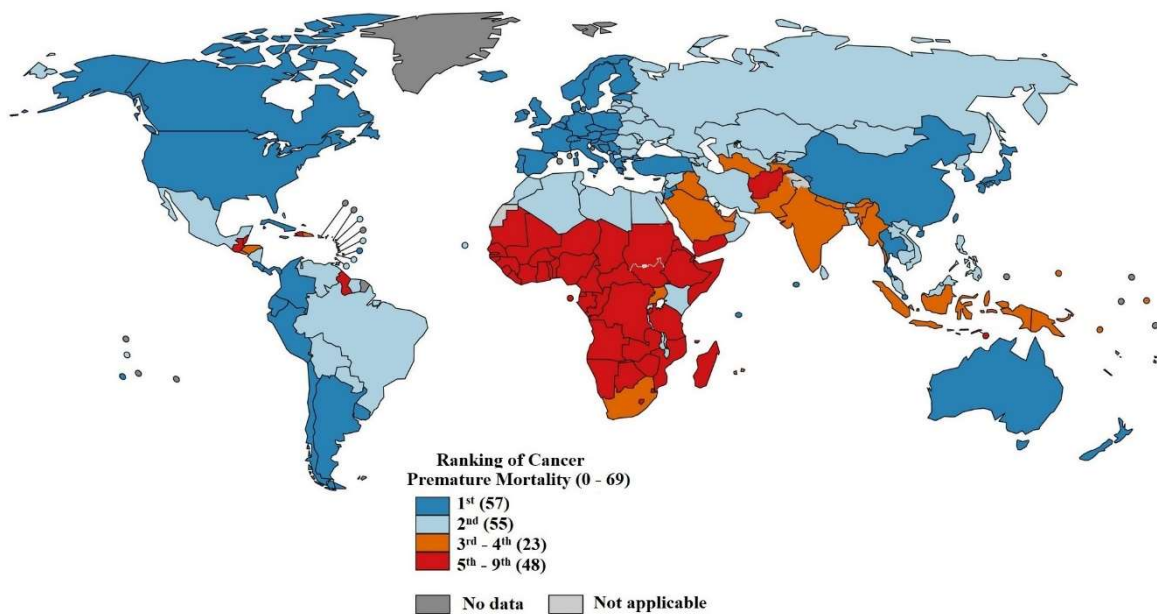 Ranking of Cancer
Premature Mortality (0 - 69)
1st (57)
2nd (55)
3rd - 4th (23)
5th - 9th (48)
No data
Not applicable